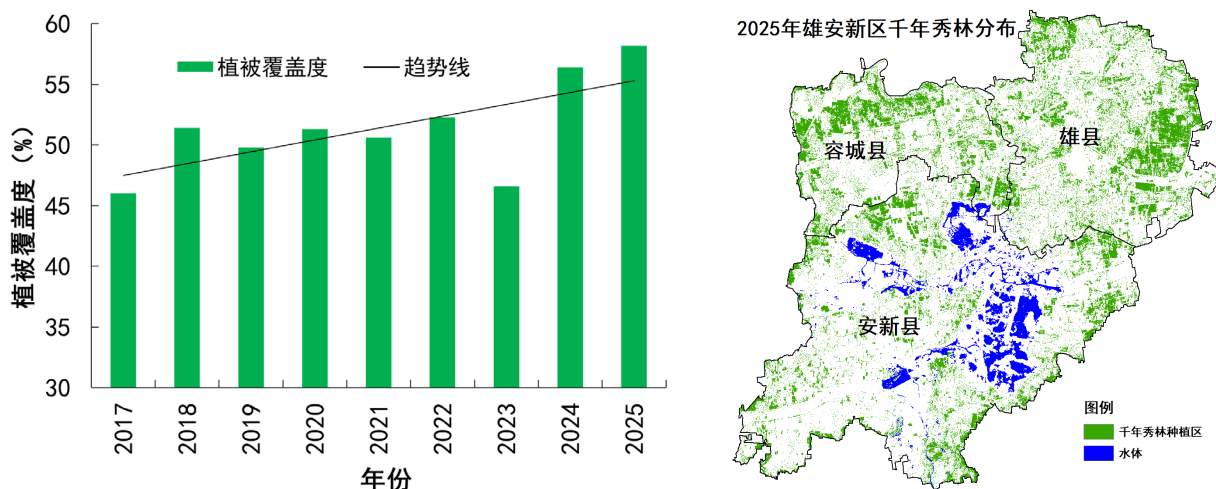 60
55
50
45
40
35
30
植被覆盖度（%）
植被覆盖度
趋势线
2017
2018
2019
2020
2021
2022
2023
2024
2025
年份
2025年雄安新区千年秀林分布
容城县
雄县
安新县
图例
千年秀林种植区
水体